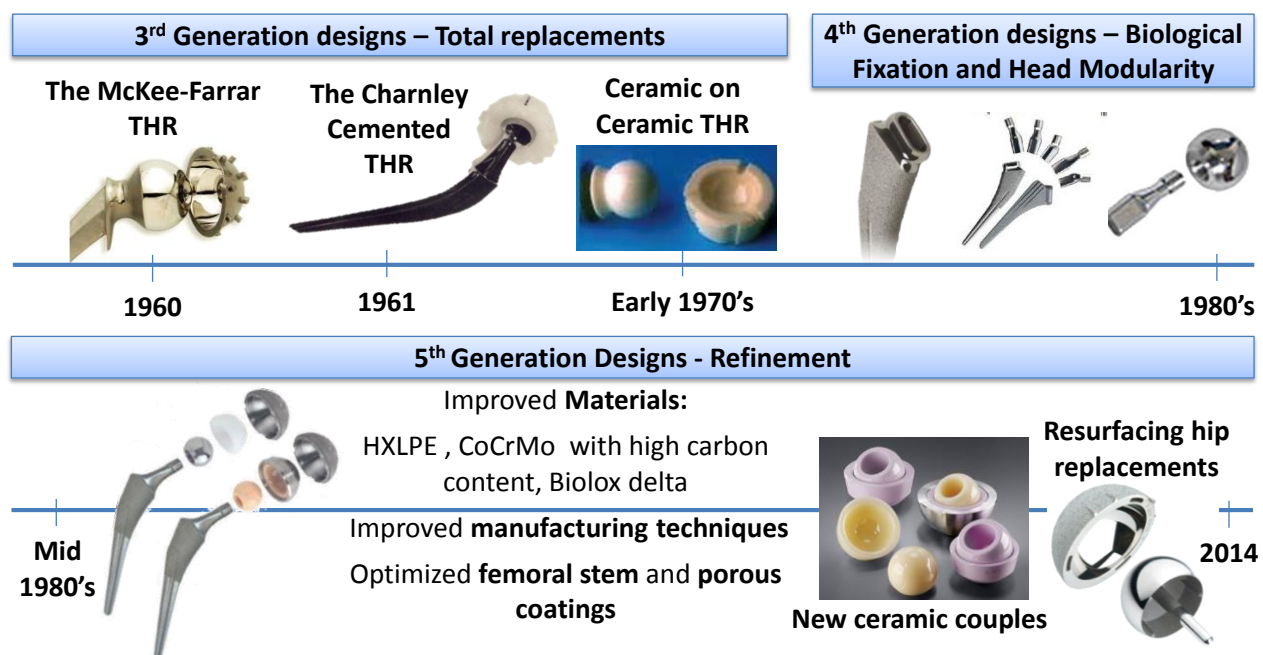 3rd Generation designs – Total replacements
4th Generation designs – Biological
Fixation and Head Modularity
The McKee-Farrar
THR
The Charnley
Cemented
THR
Ceramic on
Ceramic THR
1960
1961
Early 1970's
1980's
5th Generation Designs - Refinement
Improved Materials:
HXLPE , CoCrMo with high carbon
content, Biolox delta
Improved manufacturing techniques
Optimized femoral stem and porous
coatings
Mid
1980's
New ceramic couples
Resurfacing hip
replacements
2014